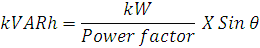 kVARh = kW / Power factor X Sin θ